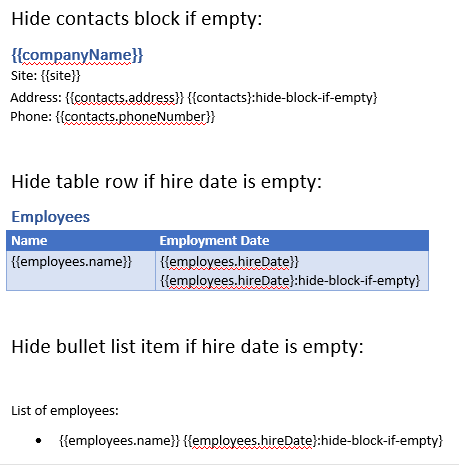 Hide contacts block if empty:
{{companyName}}
Site: {{site}}
Address: {{contacts.address}} {{contacts}:hide-block-if-empty}
Phone: {{contacts.phoneNumber}}
Hide table row if hire date is empty:
Employees
Name Employment Date
{{employees.name}} {{employees.hireDate}}
{{employees.hireDate}:hide-block-if-empty}
Hide bullet list item if hire date is empty:
List of employees:
• {{employees.name}} {{employees.hireDate}:hide-block-if-empty}